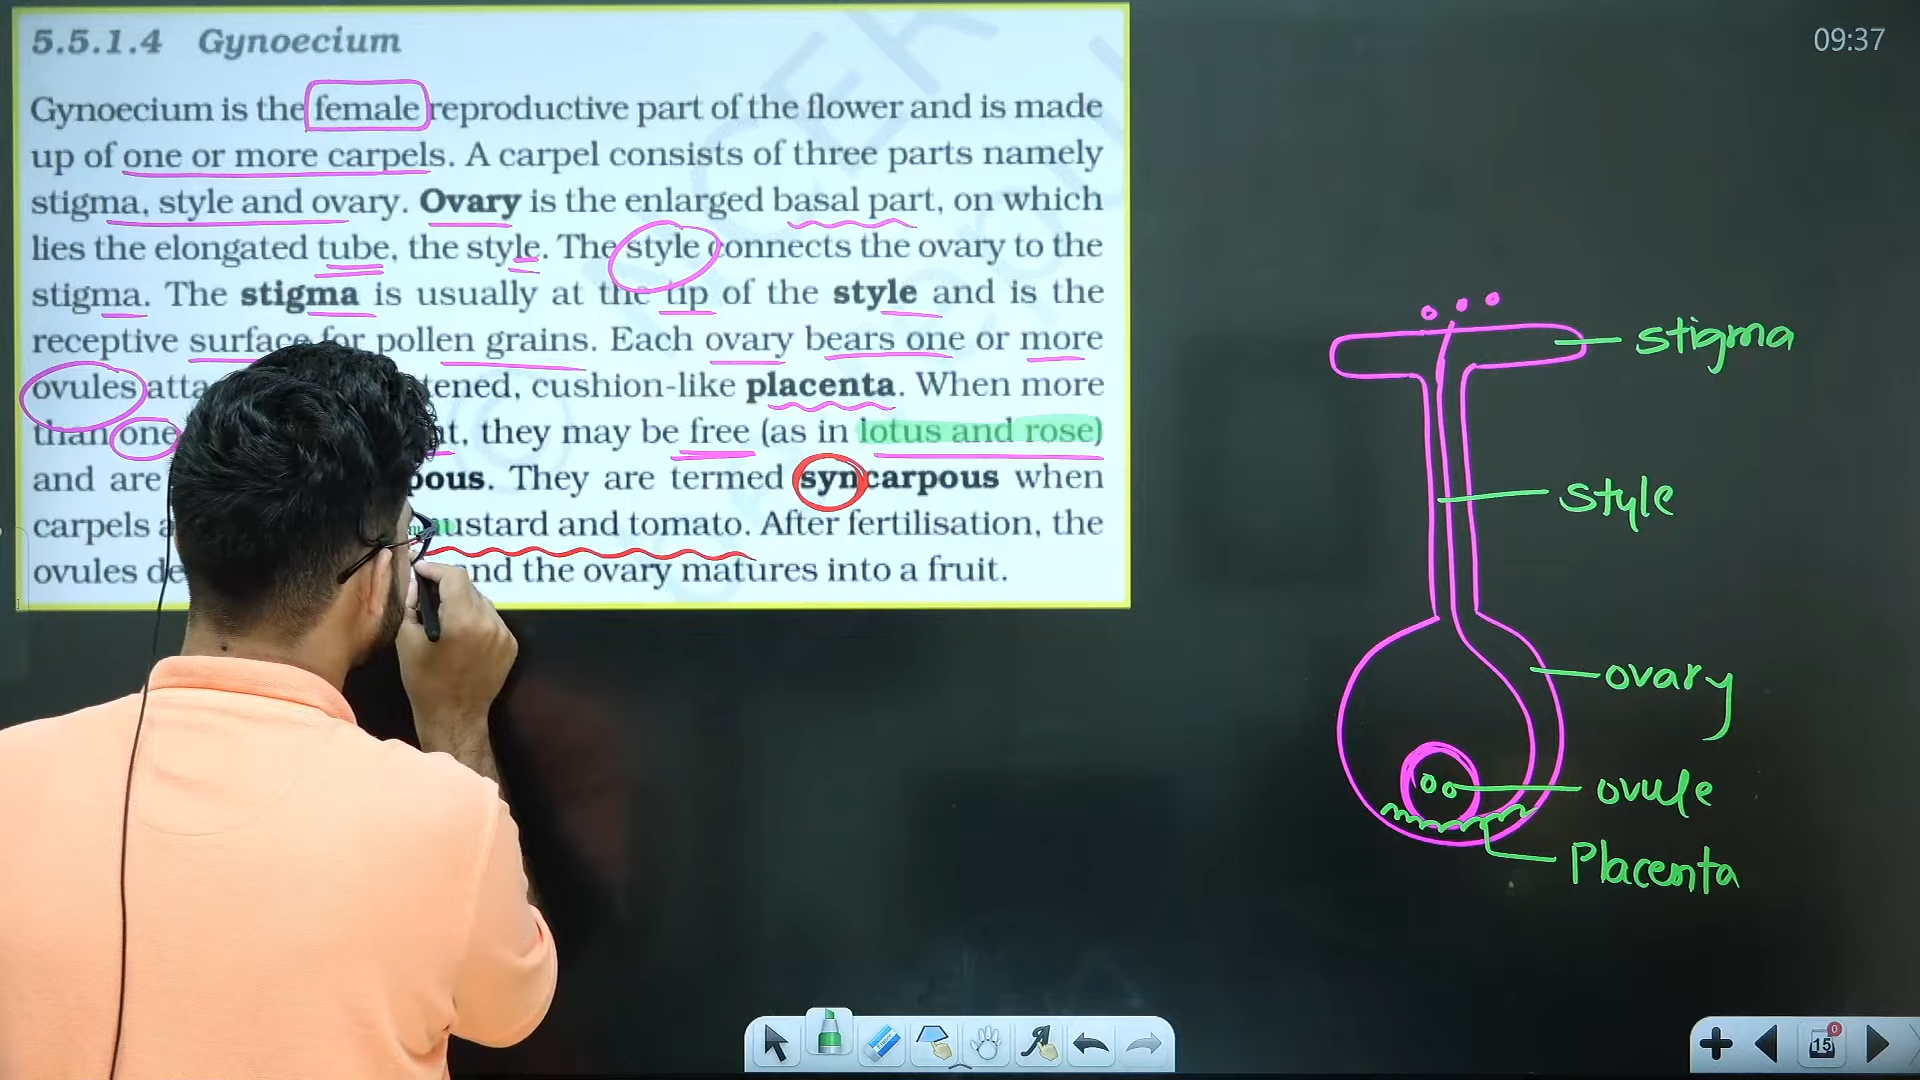 5.5.1.4 Gynoecium
Gynoecium is the female reproductive part of the flower and is made
up of one or more carpels. A carpel consists of three parts namely
stigma, style and ovary. Ovary is the enlarged basal part, on which
lies the elongated tube, the style. The style connects the ovary to the
stigma. The stigma is usually at the tip of the style and is the
receptive surface for pollen grains. Each ovary bears one or more
ovules atta tened, cushion-like placenta. When more
than one t, they may be free (as in lotus and rose)
and are pous. They are termed syncarpous when
carpels a mustard and tomato. After fertilisation, the
ovules de nd the ovary matures into a fruit.
09:37
stigma
style
ovary
ovule
Placenta
15
0